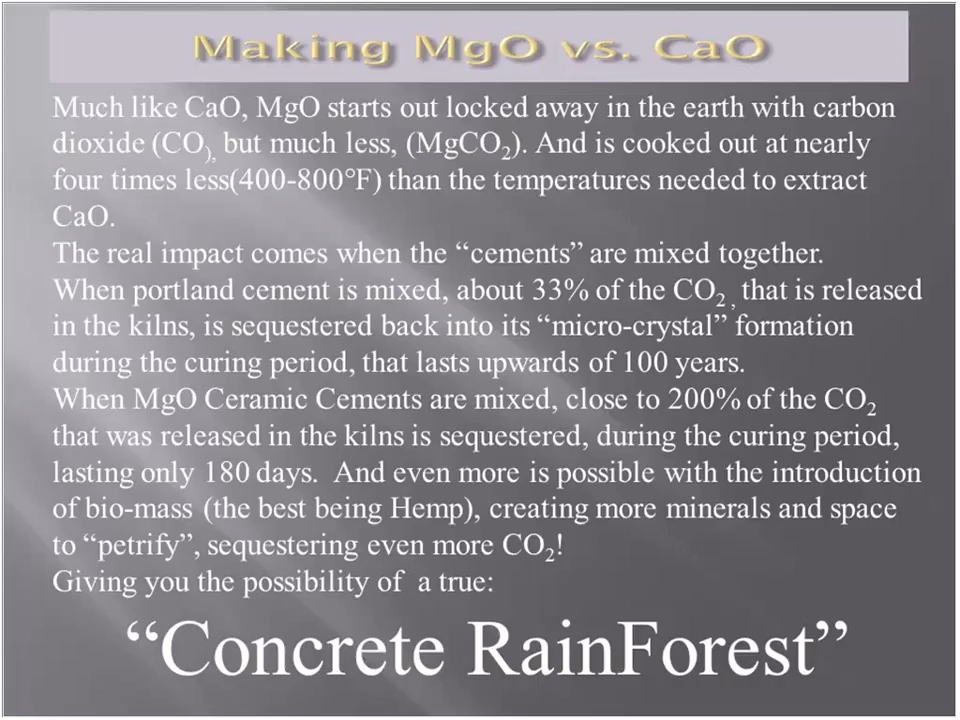 Making MgO vs. CaO
Much like CaO, MgO starts out locked away in the earth with carbon
dioxide (CO), but much less, (MgCO₂). And is cooked out at nearly
four times less(400-800°F) than the temperatures needed to extract
CaO.
The real impact comes when the “cements” are mixed together.
When portland cement is mixed, about 33% of the CO₂ , that is released
in the kilns, is sequestered back into its “micro-crystal” formation
during the curing period, that lasts upwards of 100 years.
When MgO Ceramic Cements are mixed, close to 200% of the CO₂
that was released in the kilns is sequestered, during the curing period,
lasting only 180 days.  And even more is possible with the introduction
of bio-mass (the best being Hemp), creating more minerals and space
to “petrify”, sequestering even more CO₂!
Giving you the possibility of  a true:
“Concrete RainForest”